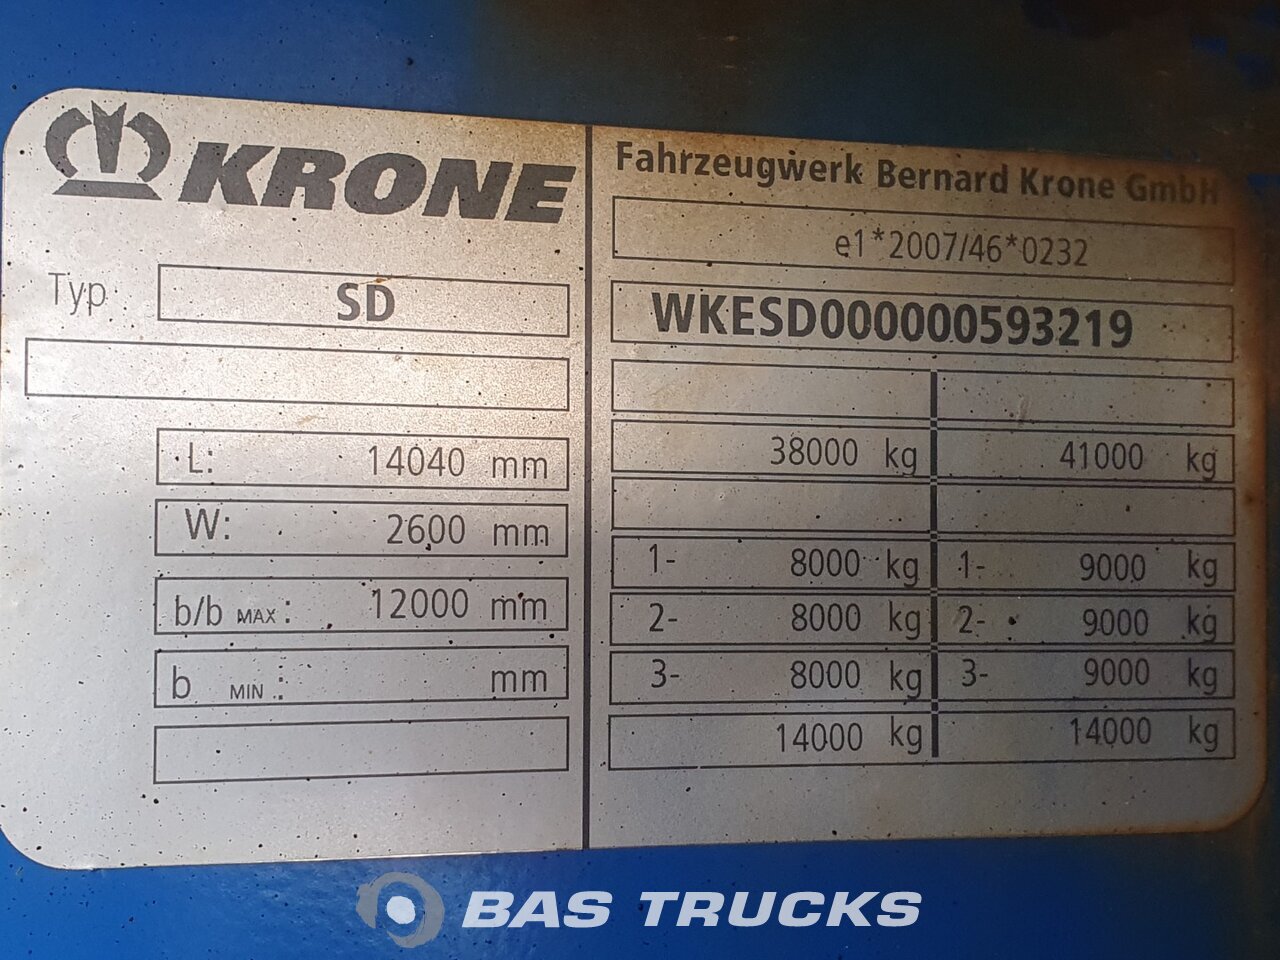 KRONE
Typ SD
L: 14040 mm
W: 2600 mm
b/b MAX: 12000 mm
b MIN: mm
Fahrzeugwerk Bernard Krone GmbH
e1*2007/46*0232
WKESD000000593219
38000 kg 41000 kg
1- 8000 kg 1- 9000 kg
2- 8000 kg 2- 9000 kg
3- 8000 kg 3- 9000 kg
14000 kg 14000 kg
BAS TRUCKS